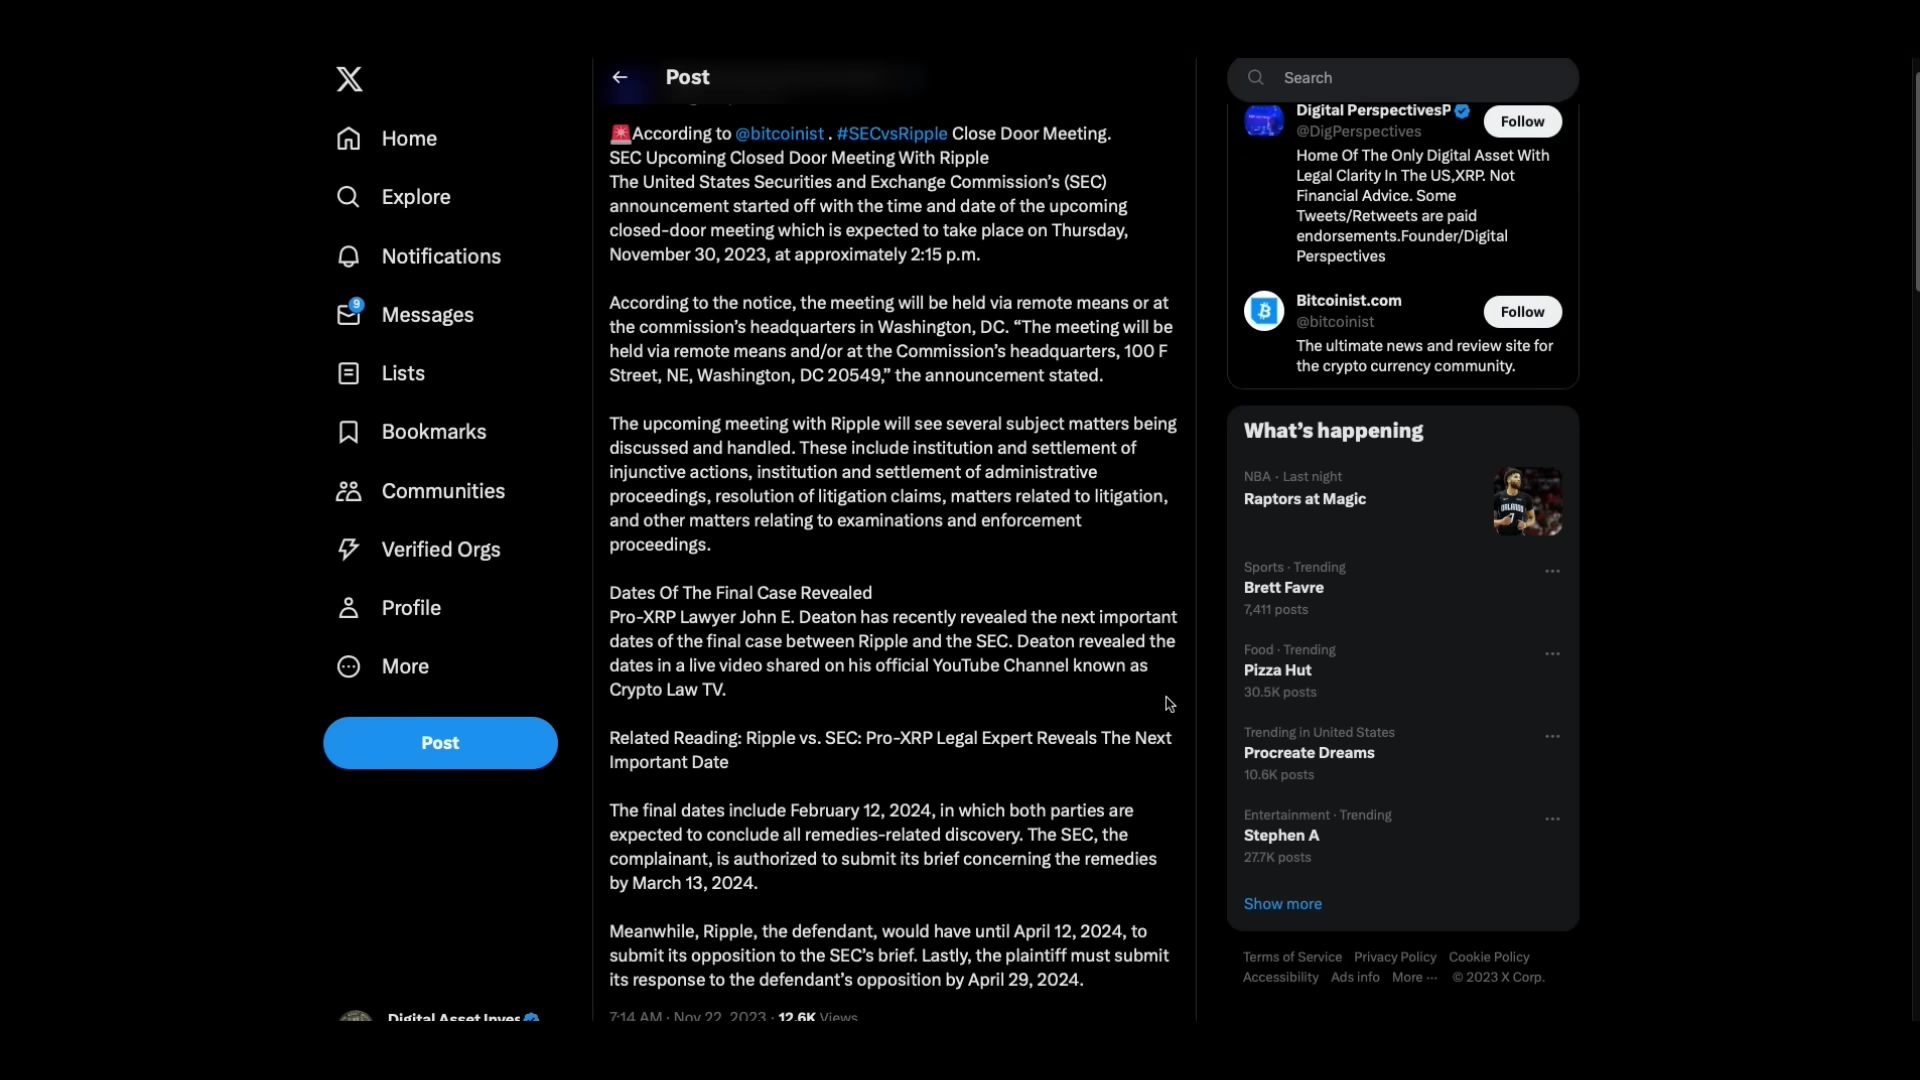 Home
Explore
Notifications
9
Messages
Lists
Bookmarks
Communities
Verified Orgs
Profile
More
Post
Digital Asset Inves
Post
According to @bitcoinist . #SECvsRipple Close Door Meeting.
SEC Upcoming Closed Door Meeting With Ripple
The United States Securities and Exchange Commission’s (SEC)
announcement started off with the time and date of the upcoming
closed-door meeting which is expected to take place on Thursday,
November 30, 2023, at approximately 2:15 p.m.
According to the notice, the meeting will be held via remote means or at
the commission’s headquarters in Washington, DC. “The meeting will be
held via remote means and/or at the Commission’s headquarters, 100 F
Street, NE, Washington, DC 20549,” the announcement stated.
The upcoming meeting with Ripple will see several subject matters being
discussed and handled. These include institution and settlement of
injunctive actions, institution and settlement of administrative
proceedings, resolution of litigation claims, matters related to litigation,
and other matters relating to examinations and enforcement
proceedings.
Dates Of The Final Case Revealed
Pro-XRP Lawyer John E. Deaton has recently revealed the next important
dates of the final case between Ripple and the SEC. Deaton revealed the
dates in a live video shared on his official YouTube Channel known as
Crypto Law TV.
Related Reading: Ripple vs. SEC: Pro-XRP Legal Expert Reveals The Next
Important Date
The final dates include February 12, 2024, in which both parties are
expected to conclude all remedies-related discovery. The SEC, the
complainant, is authorized to submit its brief concerning the remedies
by March 13, 2024.
Meanwhile, Ripple, the defendant, would have until April 12, 2024, to
submit its opposition to the SEC’s brief. Lastly, the plaintiff must submit
its response to the defendant’s opposition by April 29, 2024.
7:14 AM · Nov 22, 2023 · 12.6K Views
Search
Digital PerspectivesP
@DigPerspectives
Follow
Home Of The Only Digital Asset With
Legal Clarity In The US,XRP. Not
Financial Advice. Some
Tweets/Retweets are paid
endorsements.Founder/Digital
Perspectives
Bitcoinist.com
@bitcoinist
Follow
The ultimate news and review site for
the crypto currency community.
What’s happening
NBA · Last night
Raptors at Magic
Sports · Trending
Brett Favre
7,411 posts
Food · Trending
Pizza Hut
30.5K posts
Trending in United States
Procreate Dreams
10.6K posts
Entertainment · Trending
Stephen A
27.7K posts
Show more
Terms of Service Privacy Policy Cookie Policy
Accessibility Ads info More ··· © 2023 X Corp.